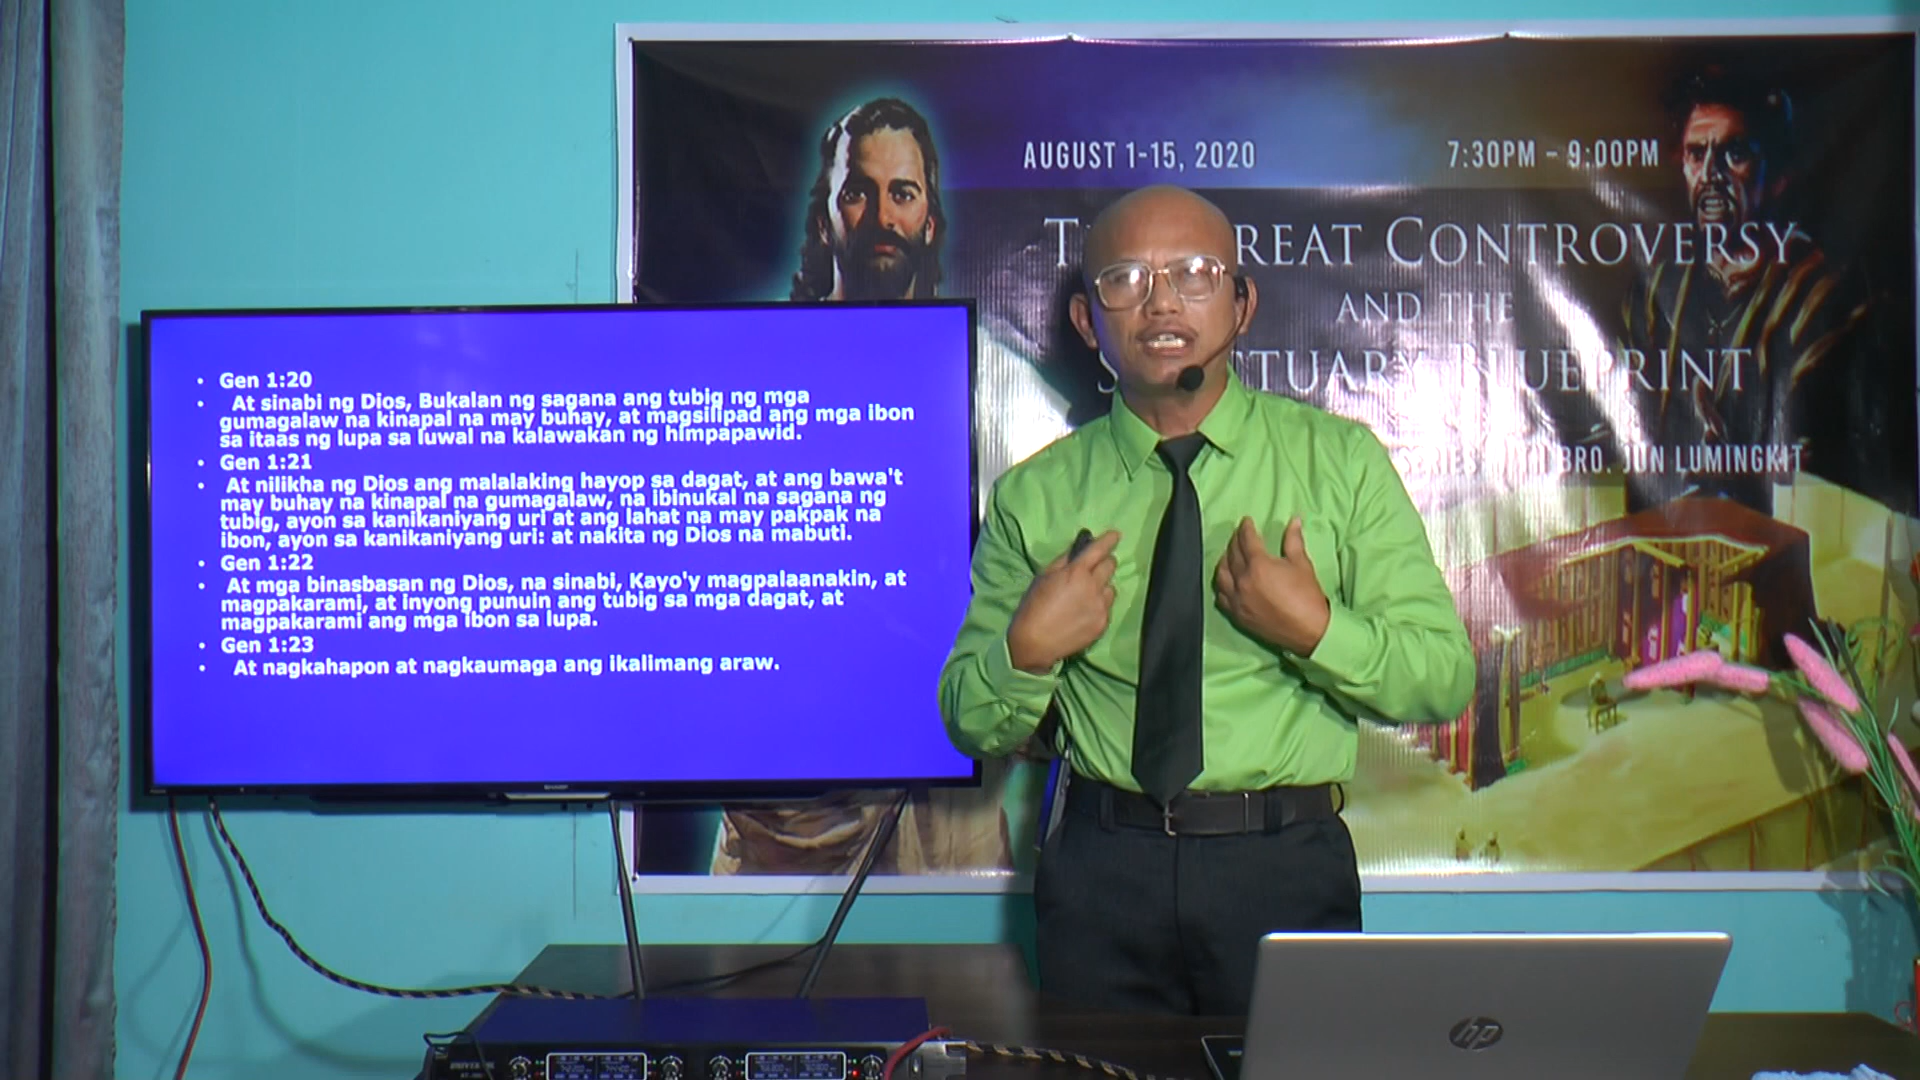 AUGUST 1-15, 2020
7:30PM - 9:00PM
REAT CONTROVERSY
AND THE
CTUARY BLUEPRINT
BRO. JUN LUMINGKIT
• Gen 1:20
• At sinabi ng Dios, Bukalan ng sagana ang tubig ng mga
gumagalaw na kinapal na may buhay, at magsilipad ang mga ibon
sa itaas ng lupa sa luwal na kalawakan ng himpapawid.
• Gen 1:21
• At nilikha ng Dios ang malalaking hayop sa dagat, at ang bawa't
may buhay na kinapal na gumagalaw, na ibinukal na sagana ng
tubig, ayon sa kanikaniyang uri at ang lahat na may pakpak na
ibon, ayon sa kanikaniyang uri: at nakita ng Dios na mabuti.
• Gen 1:22
• At mga binasbasan ng Dios, na sinabi, Kayo'y magpalaanakin, at
magpakarami, at inyong punuin ang tubig sa mga dagat, at
magpakarami ang mga ibon sa lupa.
• Gen 1:23
• At nagkahapon at nagkaumaga ang ikalimang araw.
SHARP
hp